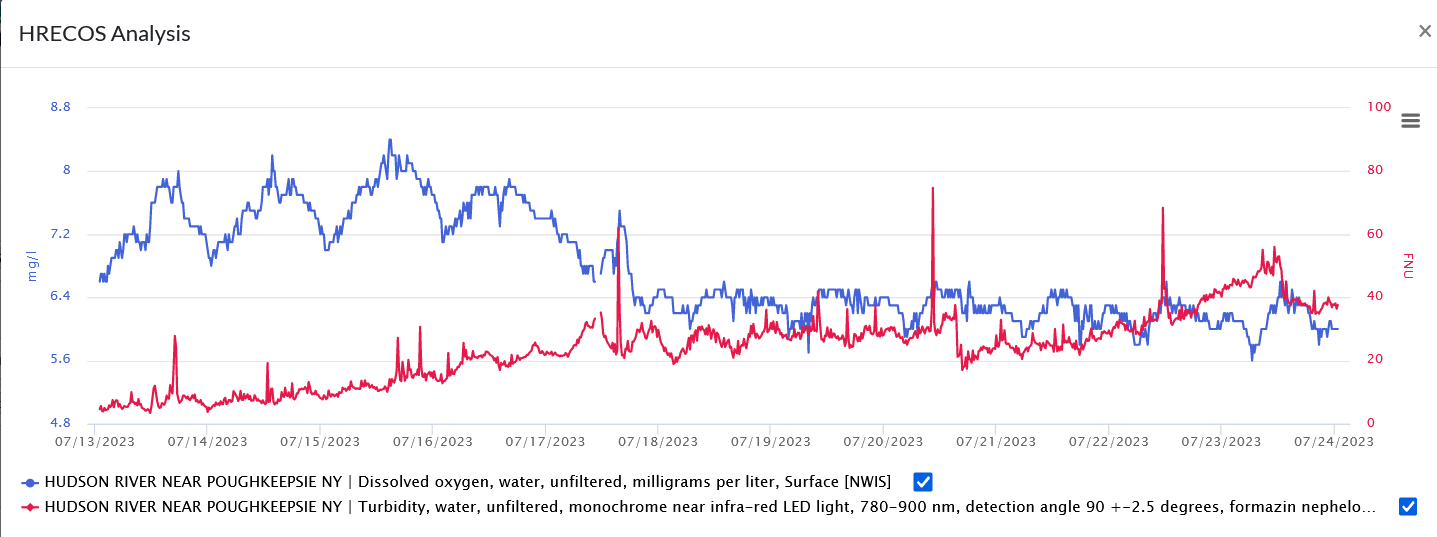 HRECOS Analysis ×
8.8 100
8 80
7.2 60
mg/l FNU
6.4 40
5.6 20
4.8 0
07/13/2023 07/14/2023 07/15/2023 07/16/2023 07/17/2023 07/18/2023 07/19/2023 07/20/2023 07/21/2023 07/22/2023 07/23/2023 07/24/2023
HUDSON RIVER NEAR POUGHKEEPSIE NY | Dissolved oxygen, water, unfiltered, milligrams per liter, Surface [NWIS]
HUDSON RIVER NEAR POUGHKEEPSIE NY | Turbidity, water, unfiltered, monochrome near infra-red LED light, 780-900 nm, detection angle 90 +-2.5 degrees, formazin nephelo...